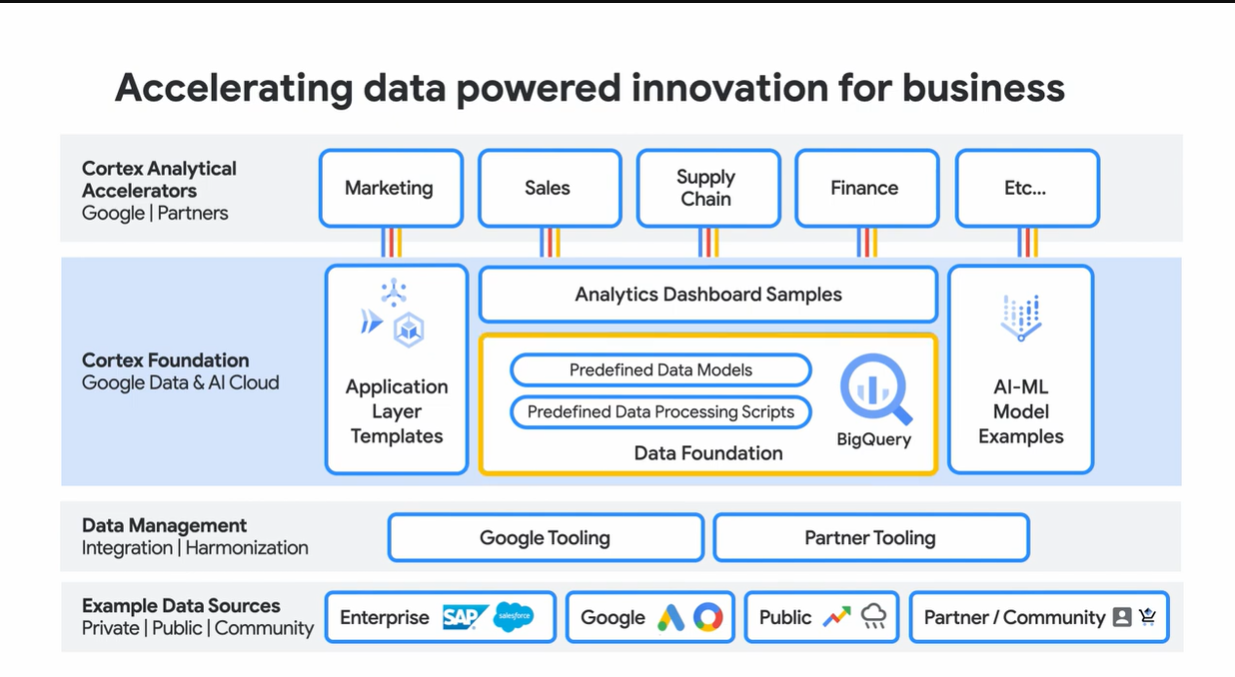 Accelerating data powered innovation for business
Cortex Analytical
Accelerators
Google | Partners
Marketing
Sales
Supply
Chain
Finance
Etc...
Cortex Foundation
Google Data & AI Cloud
Application
Layer
Templates
Analytics Dashboard Samples
Predefined Data Models
Predefined Data Processing Scripts
Data Foundation
BigQuery
AI-ML
Model
Examples
Data Management
Integration | Harmonization
Google Tooling
Partner Tooling
Example Data Sources
Private | Public | Community
Enterprise
SAP
salesforce
Google
Public
Partner / Community